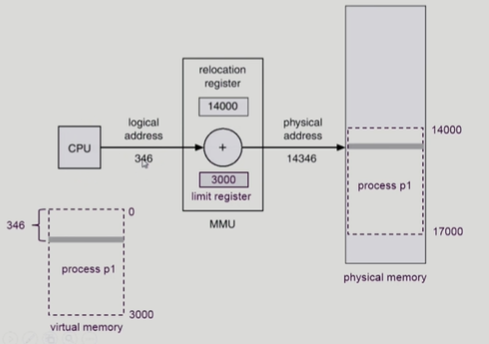 relocation
register
14000
logical
address
physical
address
CPU
346
+
14346
3000
limit register
MMU
14000
process p1
17000
physical memory
0
346
process p1
3000
virtual memory